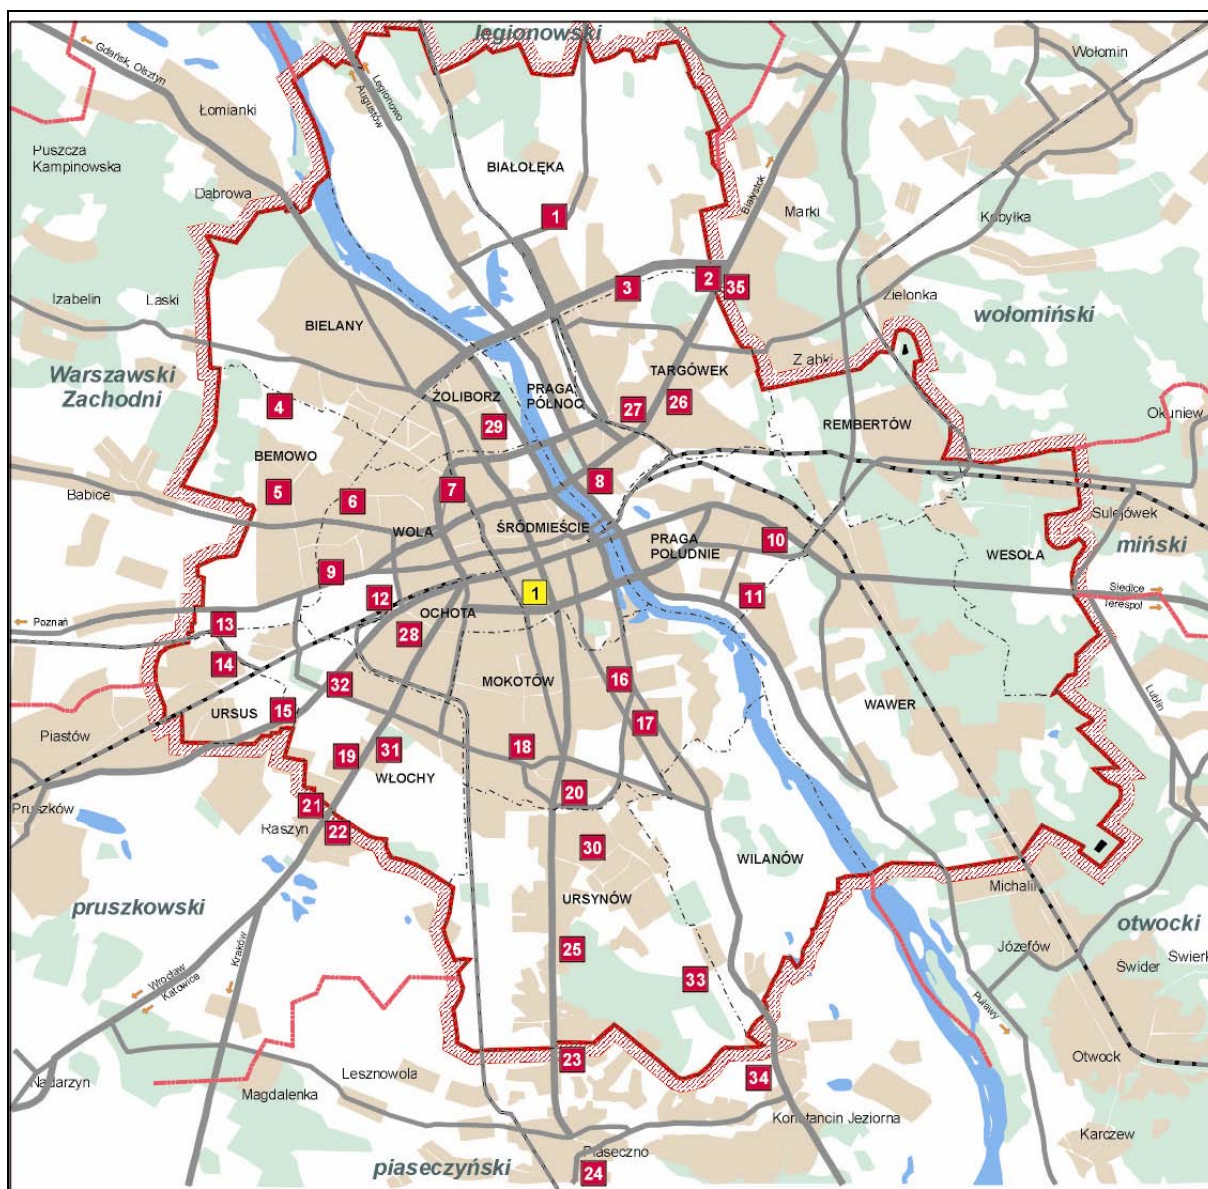 legionowski
Gdańsk, Olsztyn
Legionowo
Augustów
Wołomin
Łomianki
Puszcza
Kampinowska
BIAŁOŁĘKA
Białystok
Dąbrowa
1
Marki
Kobyłka
2
3
35
Izabelin
Laski
Zielonka
BIELANY
wołomiński
Warszawski
Zachodni
Ząbki
TARGÓWEK
ŻOLIBORZ
PRAGA
PÓŁNOC
4
27
26
29
REMBERTÓW
Okuniew
BEMOWO
8
5
6
7
Babice
Sulejówek
WOLA
ŚRÓDMIEŚCIE
PRAGA
POŁUDNIE
10
WESOŁA
miński
9
Siedlce
Terespol
12
1
11
OCHOTA
Poznań
13
28
14
16
32
MOKOTÓW
Lublin
URSUS
15
WAWER
17
Piastów
18
19
31
WŁOCHY
20
Pruszków
21
Raszyn
22
30
WILANÓW
Michalin
URSYNÓW
pruszkowski
otwocki
25
Józefów
Świder
33
Kraków
Wrocław
Katowice
Puławy
23
Otwock
34
Nadarzyn
Lesznowola
Magdalenka
Konstancin Jeziorna
Karczew
Piaseczno
piaseczyński
24